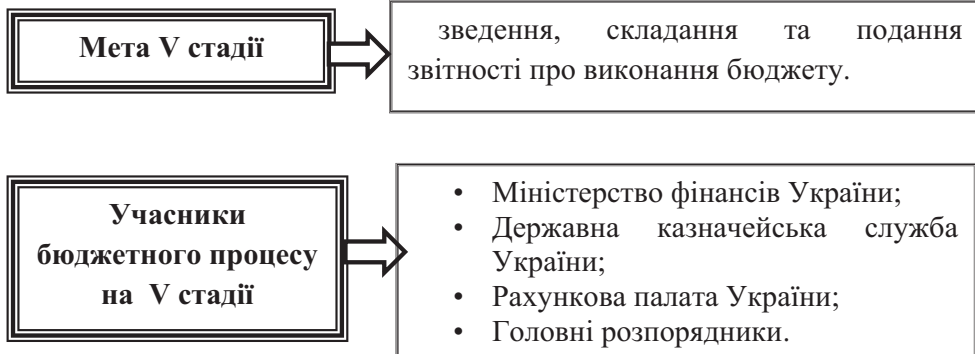 Мета V стадії
зведення, складання та подання
звітності про виконання бюджету.
Учасники
бюджетного процесу
на V стадії
• Міністерство фінансів України;
• Державна казначейська служба
України;
• Рахункова палата України;
• Головні розпорядники.